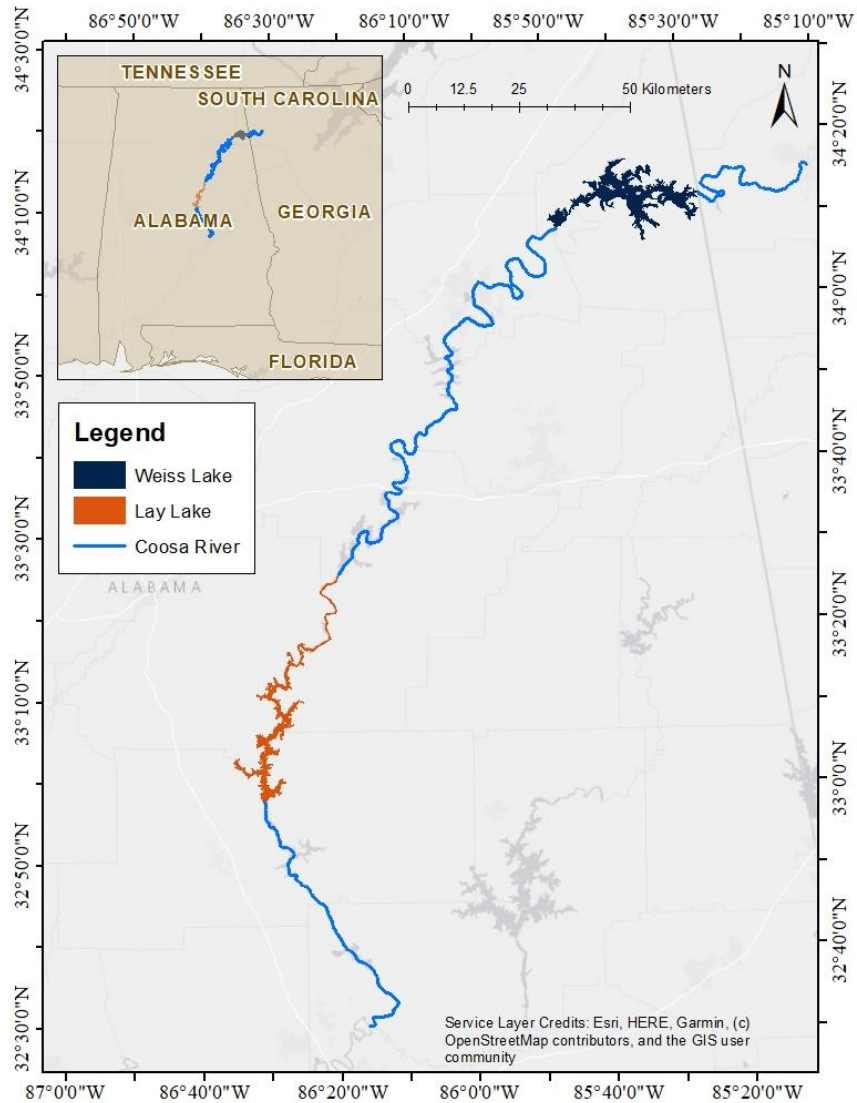 86°50'0"W 86°30'0"W 86°10'0"W 85°50'0"W 85°30'0"W 85°10'0"W
34°30'0"N
34°10'0"N
33°50'0"N
33°30'0"N
33°10'0"N
32°50'0"N
32°30'0"N
TENNESSEE
SOUTH CAROLINA
ALABAMA
GEORGIA
FLORIDA
0 12.5 25 50 Kilometers
N
Legend
Weiss Lake
Lay Lake
Coosa River
ALABAMA
34°20'0"N
34°0'0"N
33°40'0"N
33°20'0"N
33°0'0"N
32°40'0"N
Service Layer Credits: Esri, HERE, Garmin, (c)
OpenStreetMap contributors, and the GIS user
community
87°0'0"W 86°40'0"W 86°20'0"W 86°0'0"W 85°40'0"W 85°20'0"W